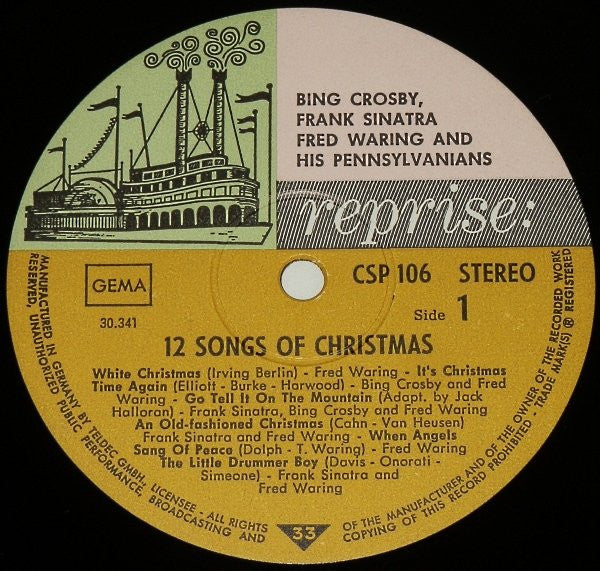 BING CROSBY,
FRANK SINATRA
FRED WARING AND
HIS PENNSYLVANIANS
reprise:
GEMA
30.341
CSP 106 STEREO
Side 1
12 SONGS OF CHRISTMAS
White Christmas (Irving Berlin) - Fred Waring - It's Christmas
Time Again (Elliott - Burke - Harwood) - Bing Crosby and Fred
Waring - Go Tell It On The Mountain (Adapt. by Jack
Halloran) - Frank Sinatra, Bing Crosby and Fred Waring
An Old-fashioned Christmas (Cahn - Van Heusen)
Frank Sinatra and Fred Waring - When Angels
Sang Of Peace (Dolph - T. Waring) - Fred Waring
The Little Drummer Boy (Davis - Onorati -
Simeone) - Frank Sinatra and
Fred Waring
33
MANUFACTURED IN GERMANY BY TELDEC GMBH, LICENSEE - ALL RIGHTS OF THE MANUFACTURER AND OF THE OWNER OF THE RECORDED WORK
RESERVED, UNAUTHORIZED PUBLIC PERFORMANCE, BROADCASTING AND COPYING OF THIS RECORD PROHIBITED - TRADE MARK(S) ® REGISTERED